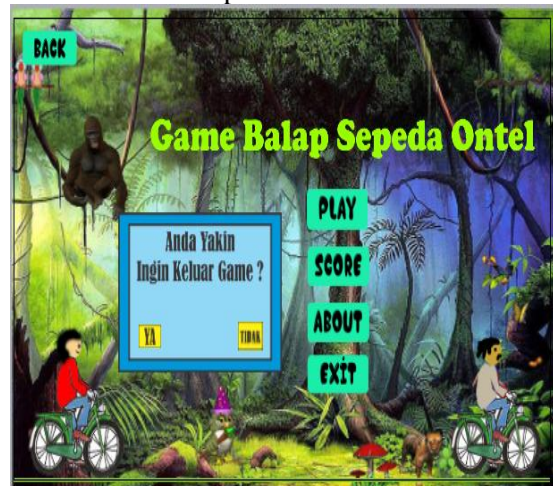 BACK
Game Balap Sepeda Ontel
PLAY
Anda Yakin
Ingin Keluar Game ?
SCORE
ABOUT
YA
TIDAK
EXIT